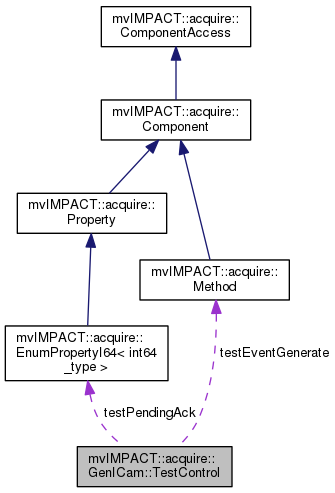 mvIMPACT::acquire::
ComponentAccess
mvIMPACT::acquire::
Component
mvIMPACT::acquire::
Property
mvIMPACT::acquire::
Method
mvIMPACT::acquire::
EnumPropertyI64< int64
_type >
testEventGenerate
testPendingAck
mvIMPACT::acquire::
GenICam::TestControl